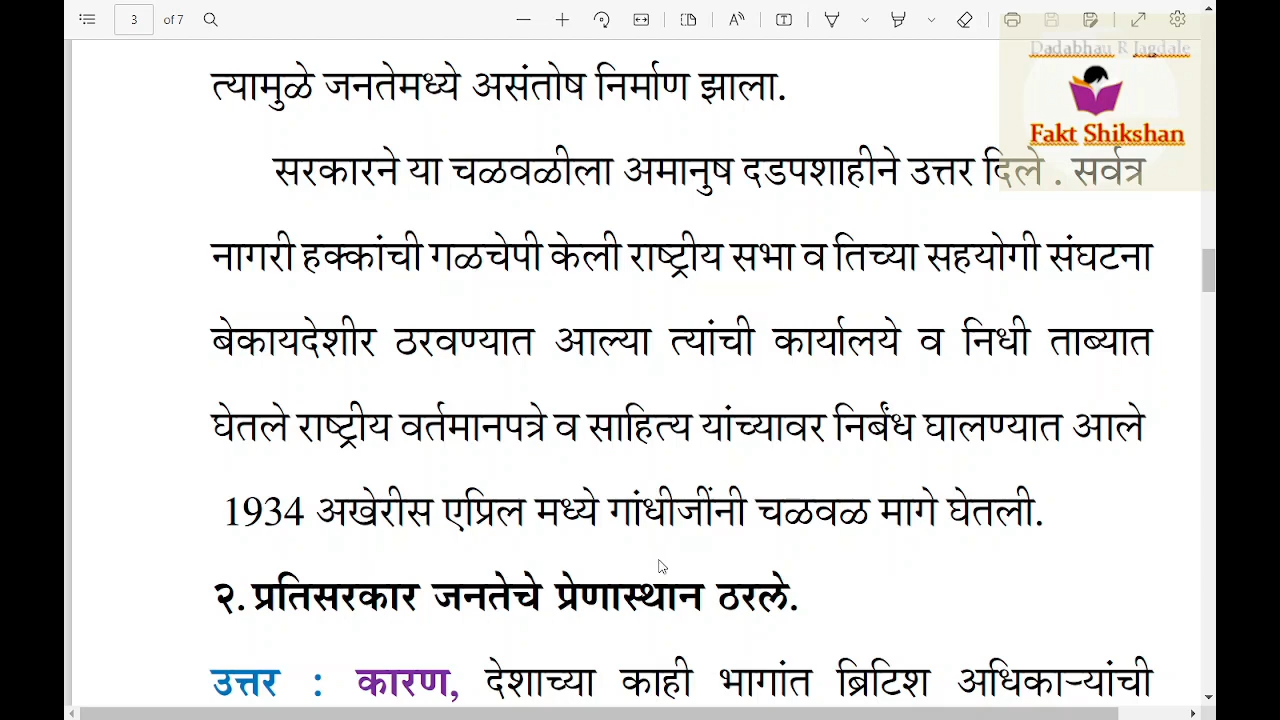 3 of 7
Dadabhau R Jagdale
Fakt Shikshan
त्यामुळे जनतेमध्ये असंतोष निर्माण झाला.
सरकारने या चळवळीला अमानुष दडपशाहीने उत्तर दिले . सर्वत्र
नागरी हक्कांची गळचेपी केली राष्ट्रीय सभा व तिच्या सहयोगी संघटना
बेकायदेशीर ठरवण्यात आल्या त्यांची कार्यालये व निधी ताब्यात
घेतले राष्ट्रीय वर्तमानपत्रे व साहित्य यांच्यावर निर्बंध घालण्यात आले
1934 अखेरीस एप्रिल मध्ये गांधीजींनी चळवळ मागे घेतली.
२. प्रतिसरकार जनतेचे प्रेणास्थान ठरले.
उत्तर : कारण, देशाच्या काही भागांत ब्रिटिश अधिकाऱ्यांची